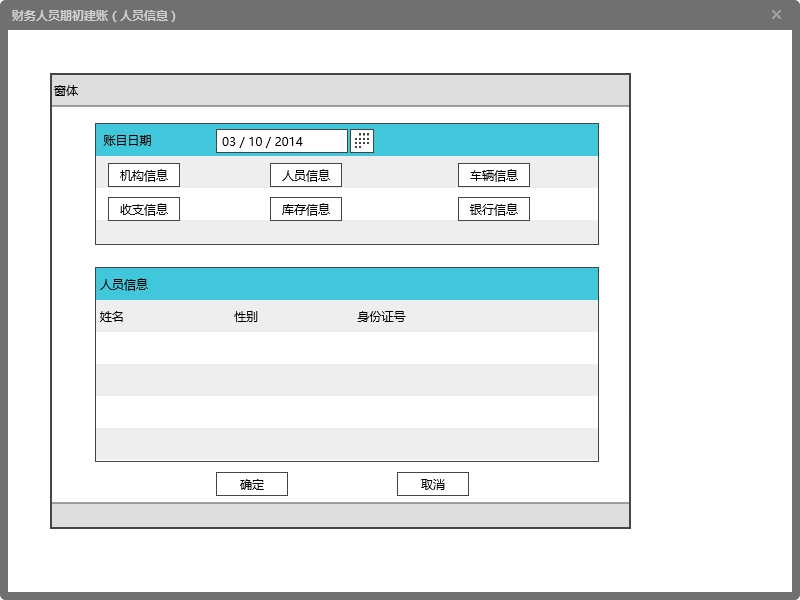 财务人员期初建账（人员信息）
窗体
账目日期 03 / 10 / 2014
机构信息 人员信息 车辆信息
收支信息 库存信息 银行信息
人员信息
姓名 性别 身份证号
确定 取消